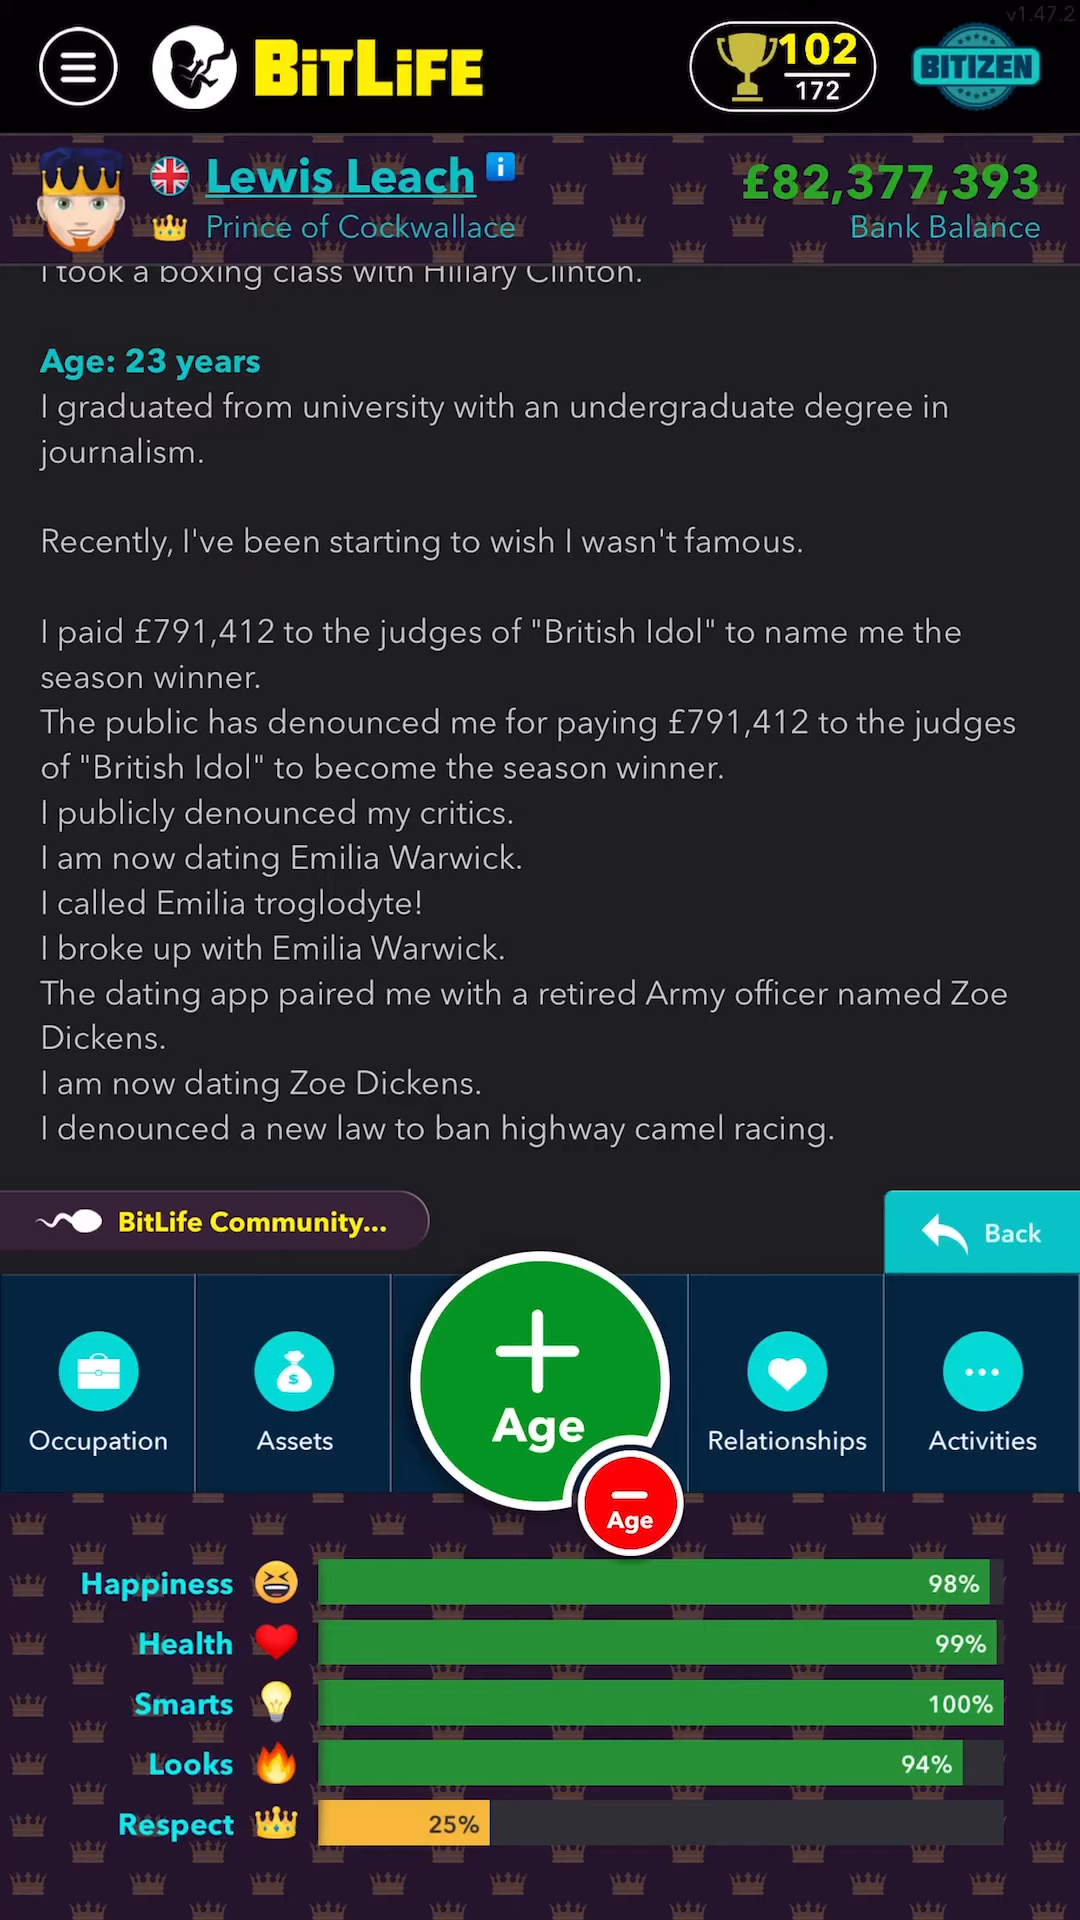 v1.47.2
BITLIFE
102
172
BITIZEN
Lewis Leach
£82,377,393
Prince of Cockwallace
Bank Balance
I took a boxing class with Hillary Clinton.
Age: 23 years
I graduated from university with an undergraduate degree in
journalism.
Recently, I've been starting to wish I wasn't famous.
I paid £791,412 to the judges of "British Idol" to name me the
season winner.
The public has denounced me for paying £791,412 to the judges
of "British Idol" to become the season winner.
I publicly denounced my critics.
I am now dating Emilia Warwick.
I called Emilia troglodyte!
I broke up with Emilia Warwick.
The dating app paired me with a retired Army officer named Zoe
Dickens.
I am now dating Zoe Dickens.
I denounced a new law to ban highway camel racing.
BitLife Community...
Back
Occupation
Assets
Age
Age
Relationships
Activities
Happiness 98%
Health 99%
Smarts 100%
Looks 94%
Respect 25%